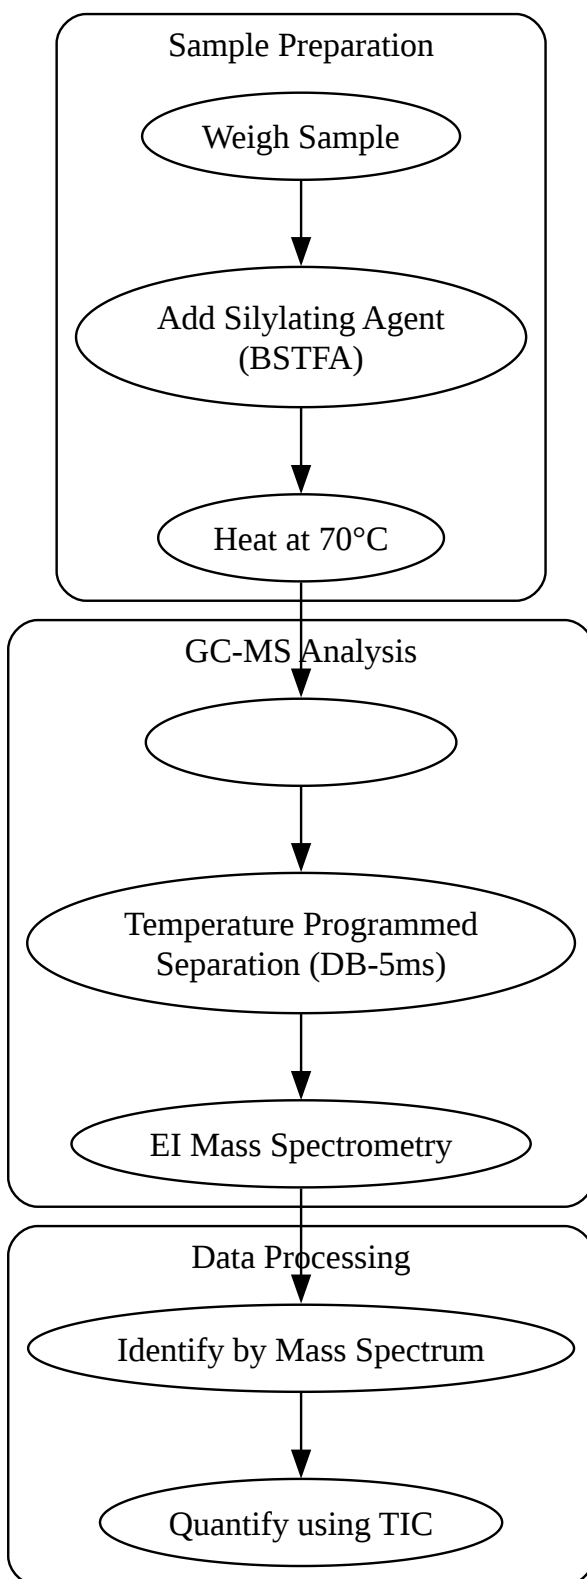 Sample Preparation
Weigh Sample
Add Silylating Agent
(BSTFA)
Heat at 70°C
GC-MS Analysis
Temperature Programmed
Separation (DB-5ms)
EI Mass Spectrometry
Data Processing
Identify by Mass Spectrum
Quantify using TIC